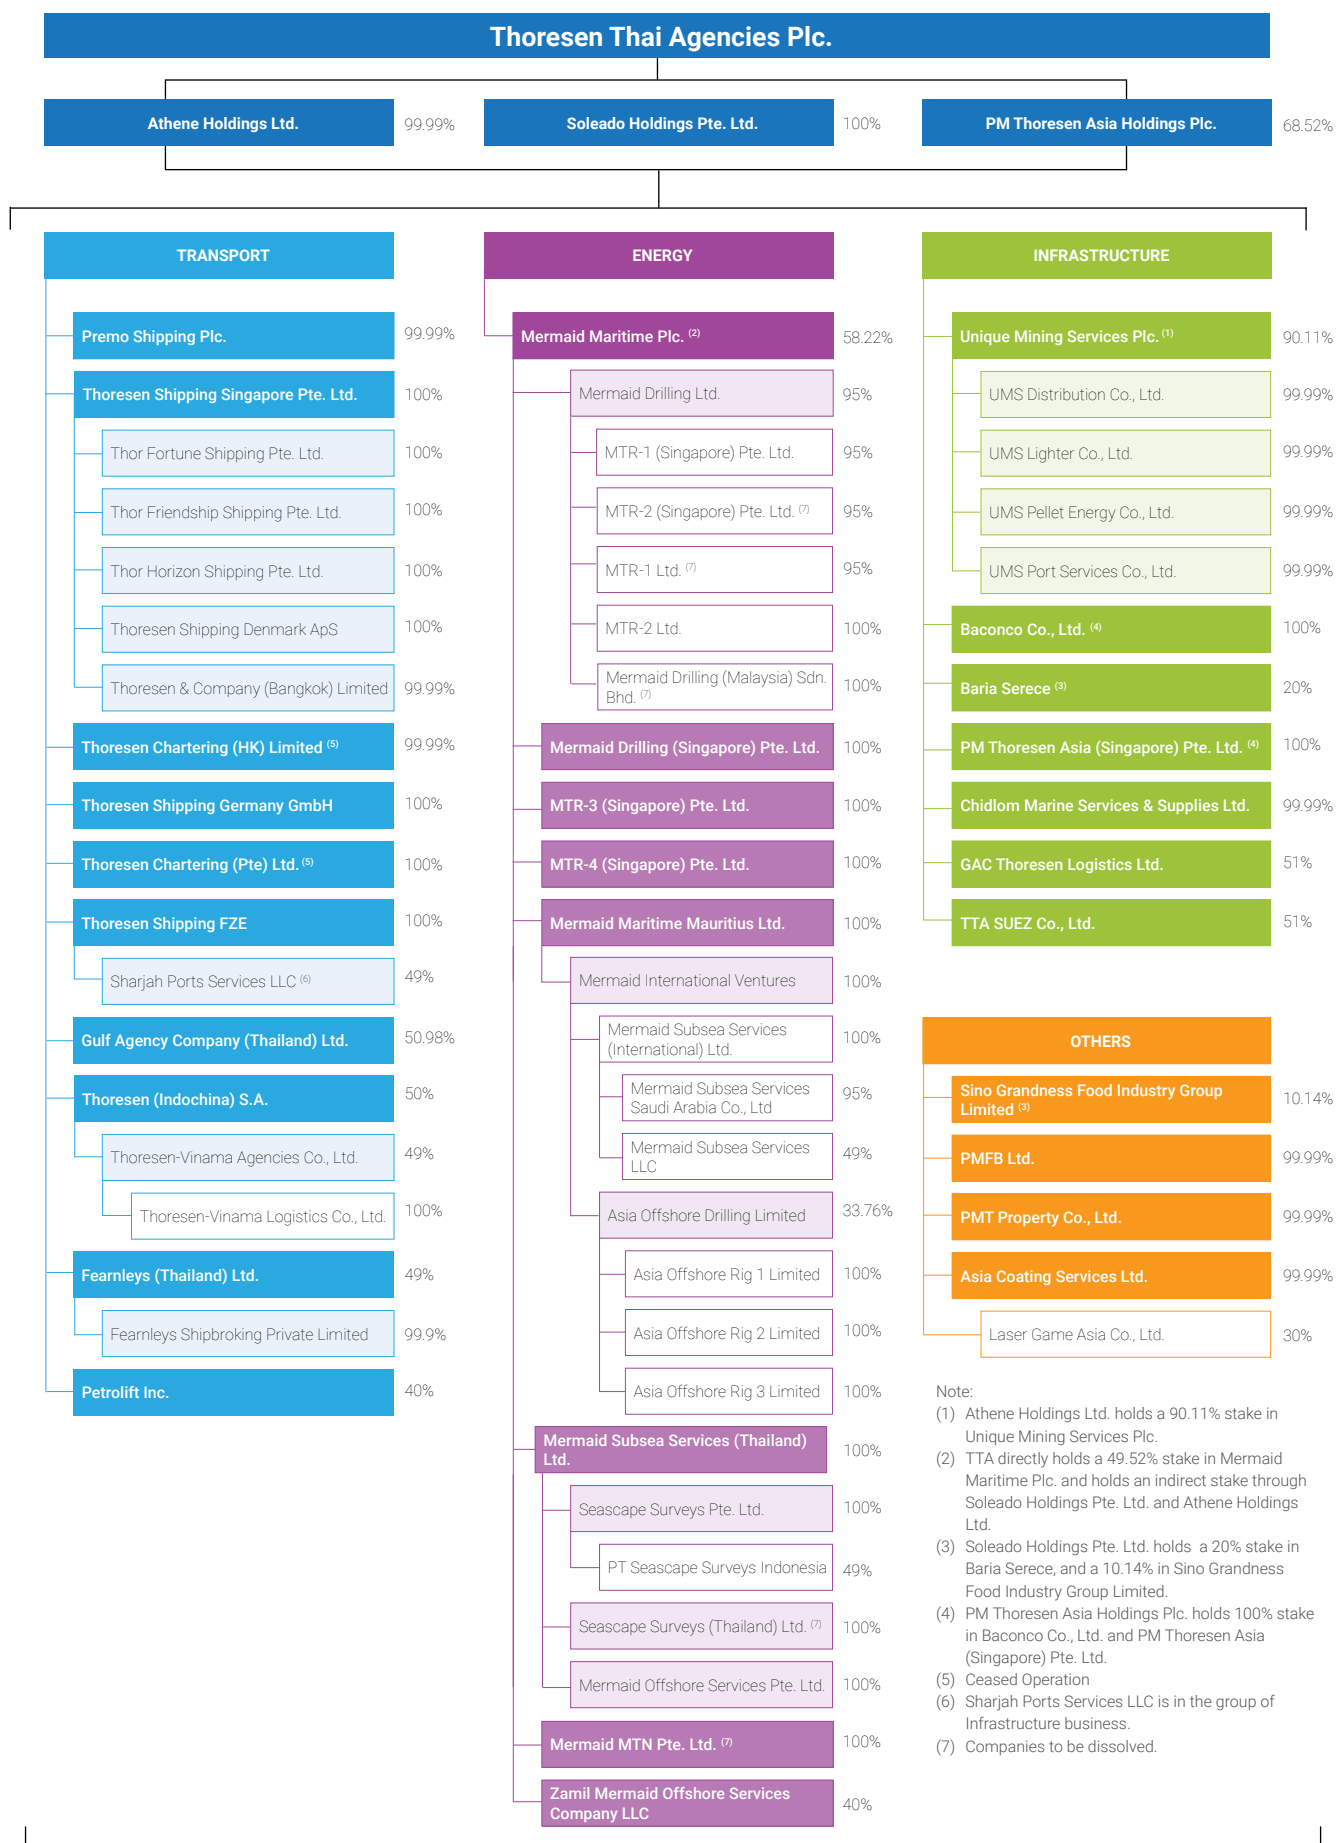 Thoresen Thai Agencies Plc.
Athene Holdings Ltd.
99.99%
Soleado Holdings Pte. Ltd.
100%
PM Thoresen Asia Holdings Plc.
68.52%
TRANSPORT
Premo Shipping Plc.
99.99%
Thoresen Shipping Singapore Pte. Ltd.
100%
Thor Fortune Shipping Pte. Ltd.
100%
Thor Friendship Shipping Pte. Ltd.
100%
Thor Horizon Shipping Pte. Ltd.
100%
Thoresen Shipping Denmark ApS
100%
Thoresen & Company (Bangkok) Limited
99.99%
Thoresen Chartering (HK) Limited (5)
99.99%
Thoresen Shipping Germany GmbH
100%
Thoresen Chartering (Pte) Ltd. (5)
100%
Thoresen Shipping FZE
100%
Sharjah Ports Services LLC (6)
49%
Gulf Agency Company (Thailand) Ltd.
50.98%
Thoresen (Indochina) S.A.
50%
Thoresen-Vinama Agencies Co., Ltd.
49%
Thoresen-Vinama Logistics Co., Ltd.
100%
Fearnleys (Thailand) Ltd.
49%
Fearnleys Shipbroking Private Limited
99.9%
Petrolift Inc.
40%
ENERGY
Mermaid Maritime Plc. (2)
58.22%
Mermaid Drilling Ltd.
95%
MTR-1 (Singapore) Pte. Ltd.
95%
MTR-2 (Singapore) Pte. Ltd. (7)
95%
MTR-1 Ltd. (7)
95%
MTR-2 Ltd.
100%
Mermaid Drilling (Malaysia) Sdn.
Bhd. (7)
100%
Mermaid Drilling (Singapore) Pte. Ltd.
100%
MTR-3 (Singapore) Pte. Ltd.
100%
MTR-4 (Singapore) Pte. Ltd.
100%
Mermaid Maritime Mauritius Ltd.
100%
Mermaid International Ventures
100%
Mermaid Subsea Services
(International) Ltd.
100%
Mermaid Subsea Services
Saudi Arabia Co., Ltd
95%
Mermaid Subsea Services
LLC
49%
Asia Offshore Drilling Limited
33.76%
Asia Offshore Rig 1 Limited
100%
Asia Offshore Rig 2 Limited
100%
Asia Offshore Rig 3 Limited
100%
Mermaid Subsea Services (Thailand)
Ltd.
100%
Seascape Surveys Pte. Ltd.
100%
PT Seascape Surveys Indonesia
49%
Seascape Surveys (Thailand) Ltd. (7)
100%
Mermaid Offshore Services Pte. Ltd.
100%
Mermaid MTN Pte. Ltd. (7)
100%
Zamil Mermaid Offshore Services
Company LLC
40%
INFRASTRUCTURE
Unique Mining Services Plc. (1)
90.11%
UMS Distribution Co., Ltd.
99.99%
UMS Lighter Co., Ltd.
99.99%
UMS Pellet Energy Co., Ltd.
99.99%
UMS Port Services Co., Ltd.
99.99%
Baconco Co., Ltd. (4)
100%
Baria Serece (3)
20%
PM Thoresen Asia (Singapore) Pte. Ltd. (4)
100%
Chidlom Marine Services & Supplies Ltd.
99.99%
GAC Thoresen Logistics Ltd.
51%
TTA SUEZ Co., Ltd.
51%
OTHERS
Sino Grandness Food Industry Group
Limited (3)
10.14%
PMFB Ltd.
99.99%
PMT Property Co., Ltd.
99.99%
Asia Coating Services Ltd.
99.99%
Laser Game Asia Co., Ltd.
30%
Note:
(1) Athene Holdings Ltd. holds a 90.11% stake in
Unique Mining Services Plc.
(2) TTA directly holds a 49.52% stake in Mermaid
Maritime Plc. and holds an indirect stake through
Soleado Holdings Pte. Ltd. and Athene Holdings
Ltd.
(3) Soleado Holdings Pte. Ltd. holds a 20% stake in
Baria Serece, and a 10.14% in Sino Grandness
Food Industry Group Limited.
(4) PM Thoresen Asia Holdings Plc. holds 100% stake
in Baconco Co., Ltd. and PM Thoresen Asia
(Singapore) Pte. Ltd.
(5) Ceased Operation
(6) Sharjah Ports Services LLC is in the group of
Infrastructure business.
(7) Companies to be dissolved.